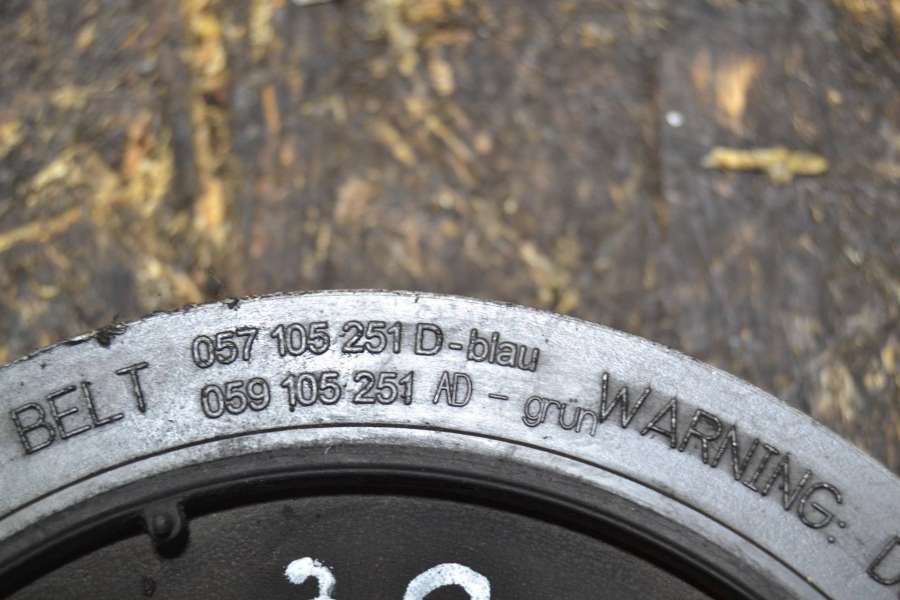 BELT
057 105 251 D-blau
059 105 251 AD - grün
WARNING: